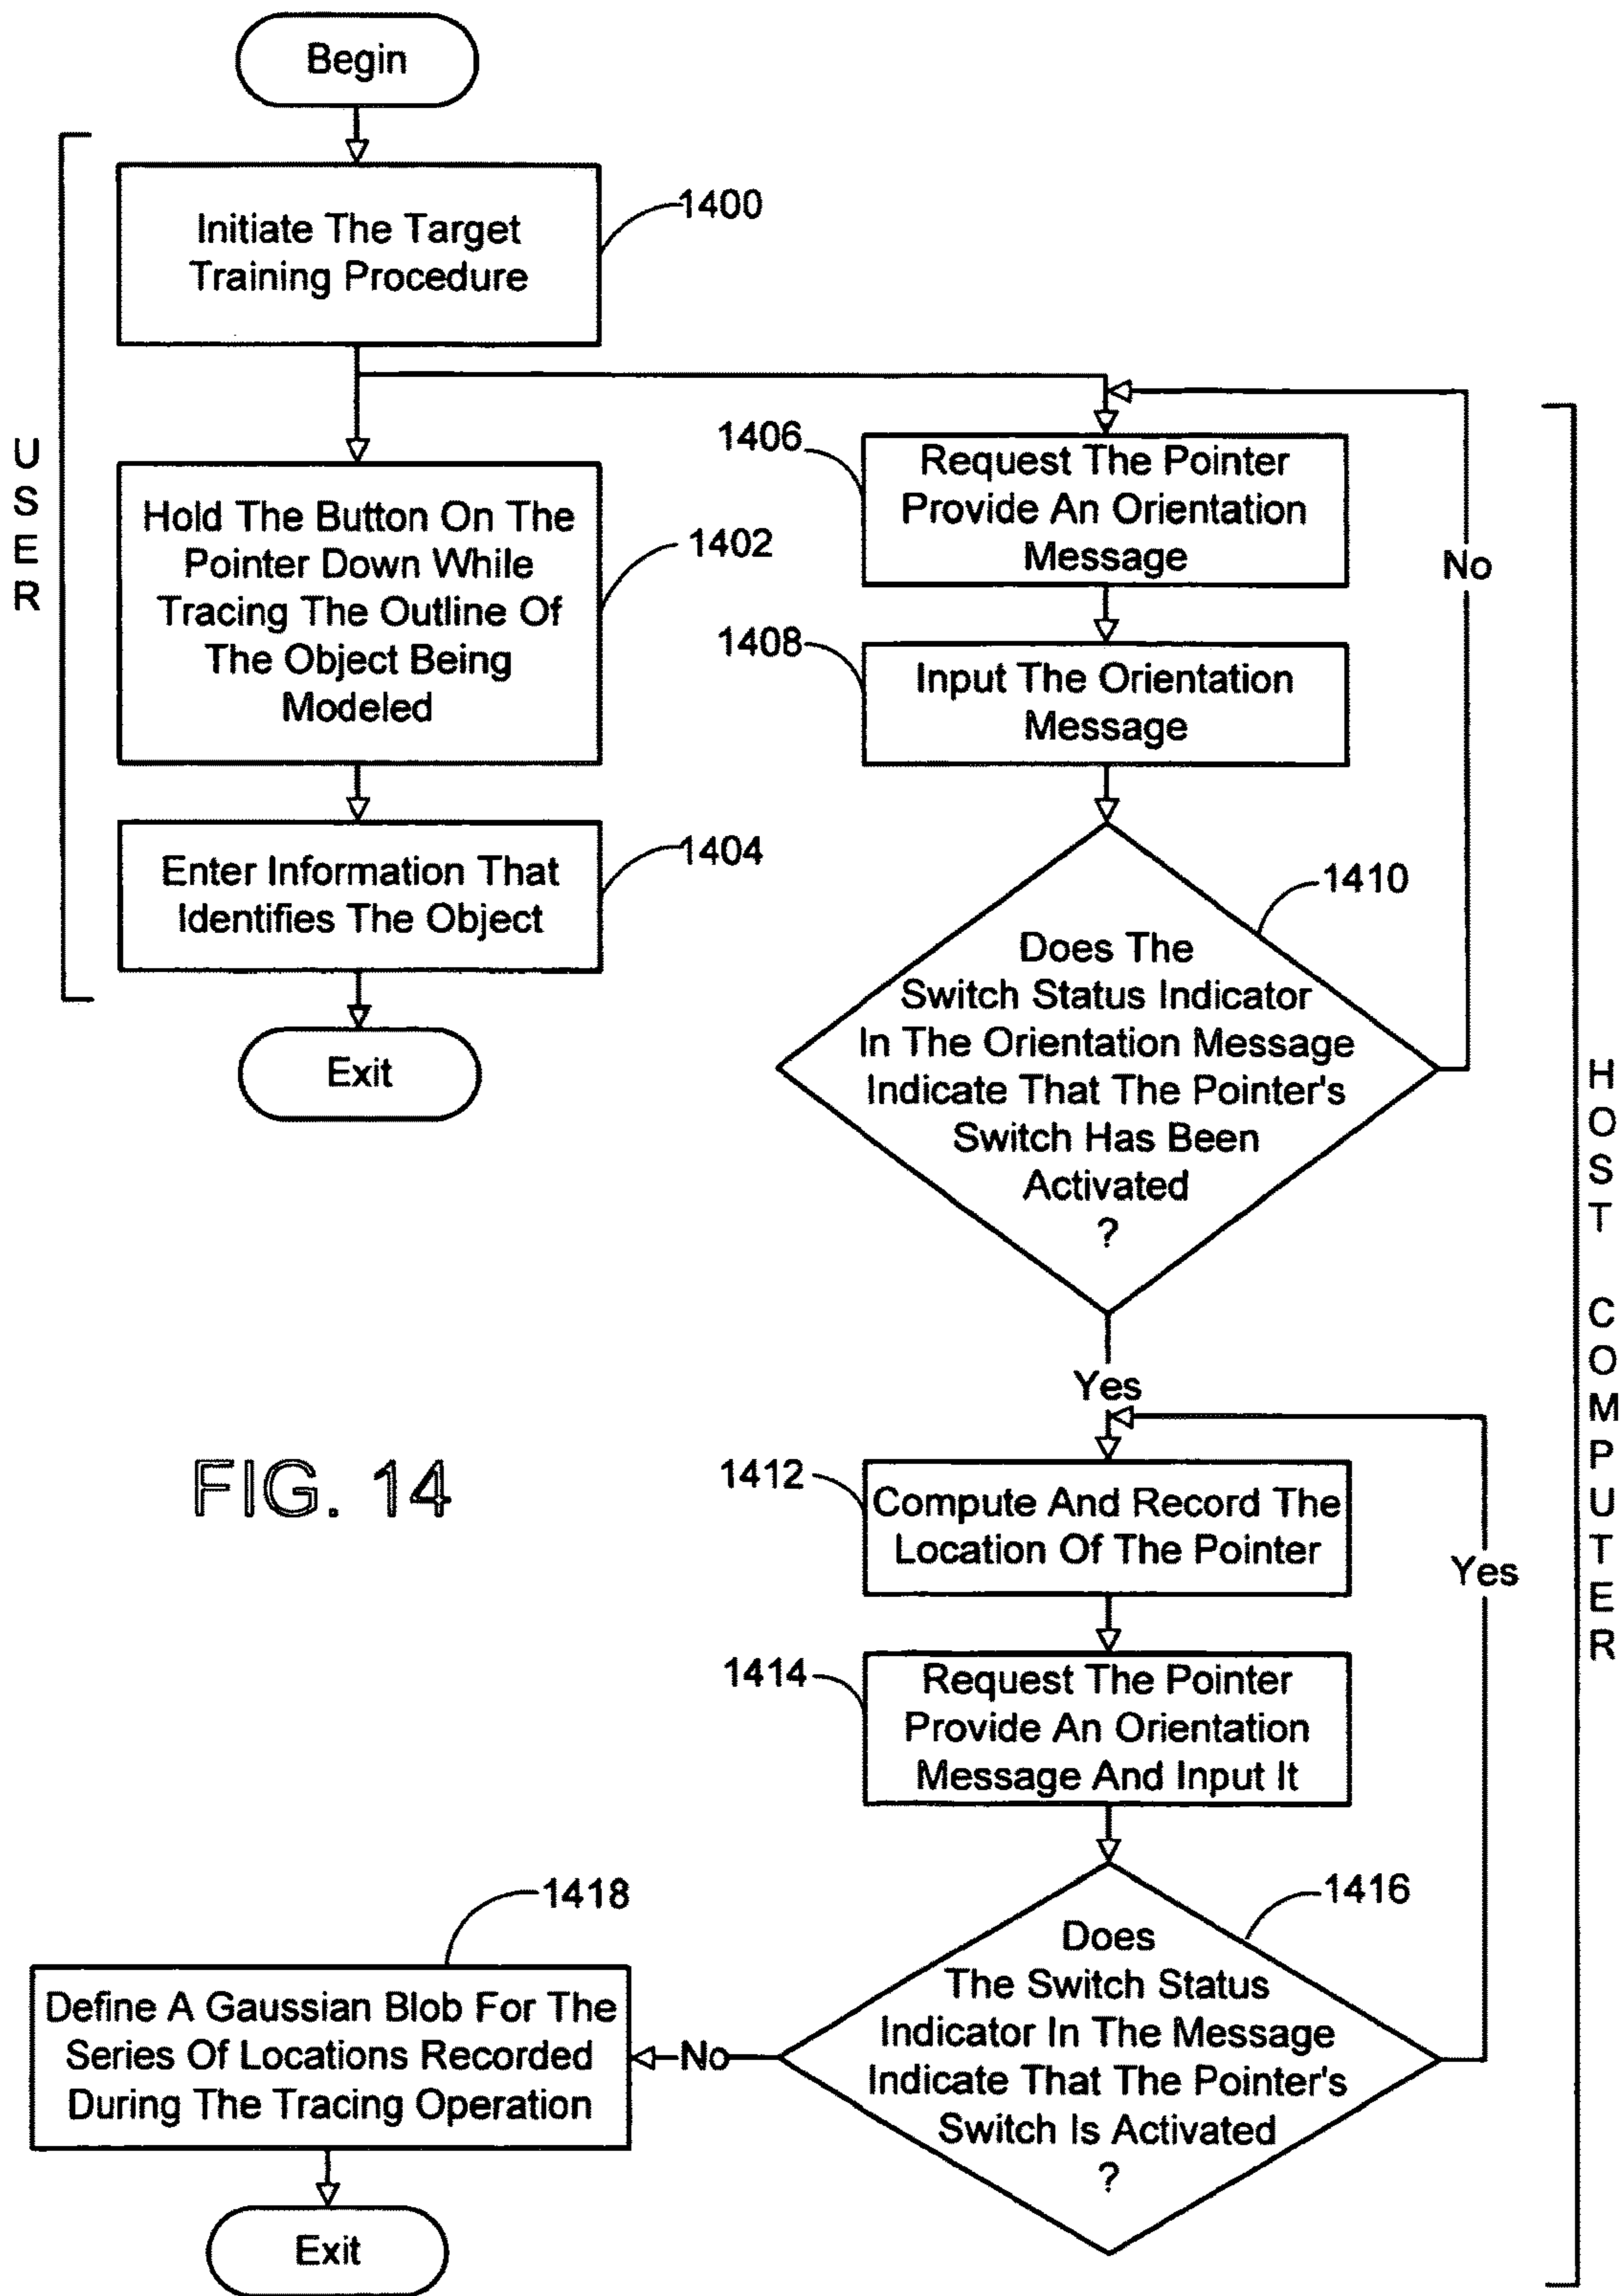 Begin
USER
Initiate The Target
Training Procedure
1400
Hold The Button On The
Pointer Down While
Tracing The Outline Of
The Object Being
Modeled
1402
Enter Information That
Identifies The Object
1404
Exit
HOST COMPUTER
1406
Request The Pointer
Provide An Orientation
Message
No
1408
Input The Orientation
Message
1410
Does The
Switch Status Indicator
In The Orientation Message
Indicate That The Pointer's
Switch Has Been
Activated
?
Yes
FIG. 14
1412
Compute And Record The
Location Of The Pointer
Yes
1414
Request The Pointer
Provide An Orientation
Message And Input It
1416
Does
The Switch Status
Indicator In The Message
Indicate That The Pointer's
Switch Is Activated
?
No
1418
Define A Gaussian Blob For The
Series Of Locations Recorded
During The Tracing Operation
Exit